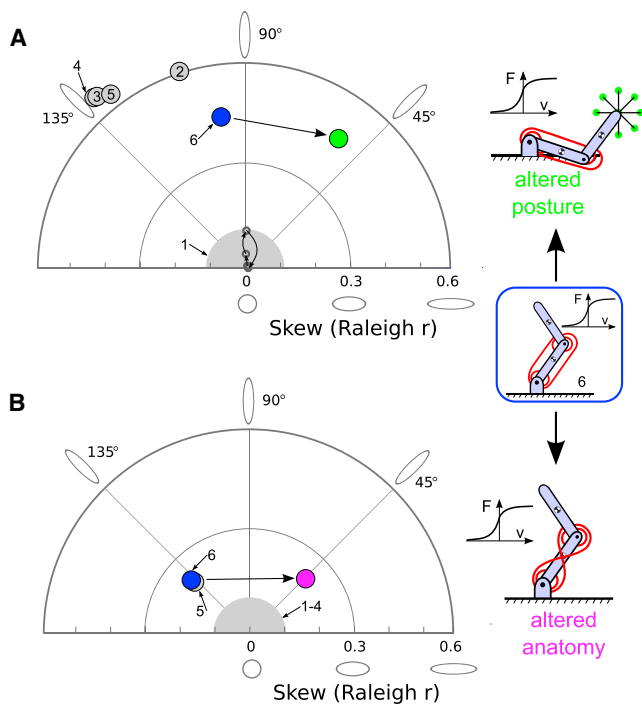 A
90°
4
3
5
2
135°
45°
6
1
0
0.3
0.6
Skew (Raleigh r)
F
v
altered
posture
F
v
6
B
90°
135°
45°
6
5
1-4
0
0.3
0.6
Skew (Raleigh r)
F
v
altered
anatomy